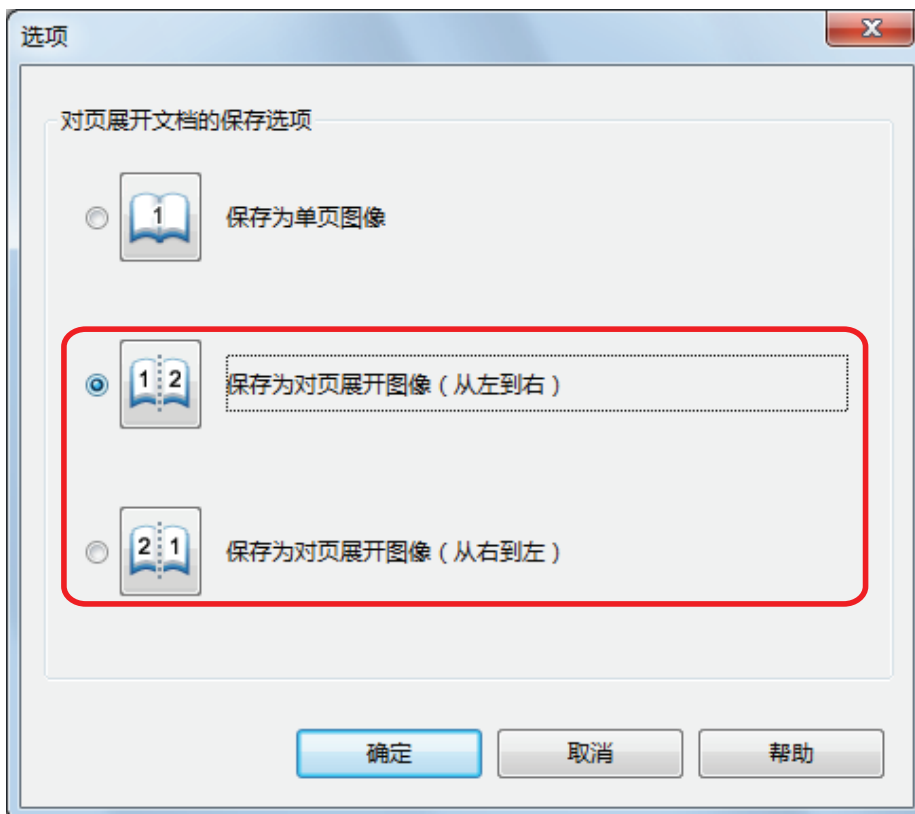 选项
对页展开文档的保存选项
1
保存为单页图像
1 2
保存为对页展开图像（从左到右）
2 1
保存为对页展开图像（从右到左）
确定 取消 帮助